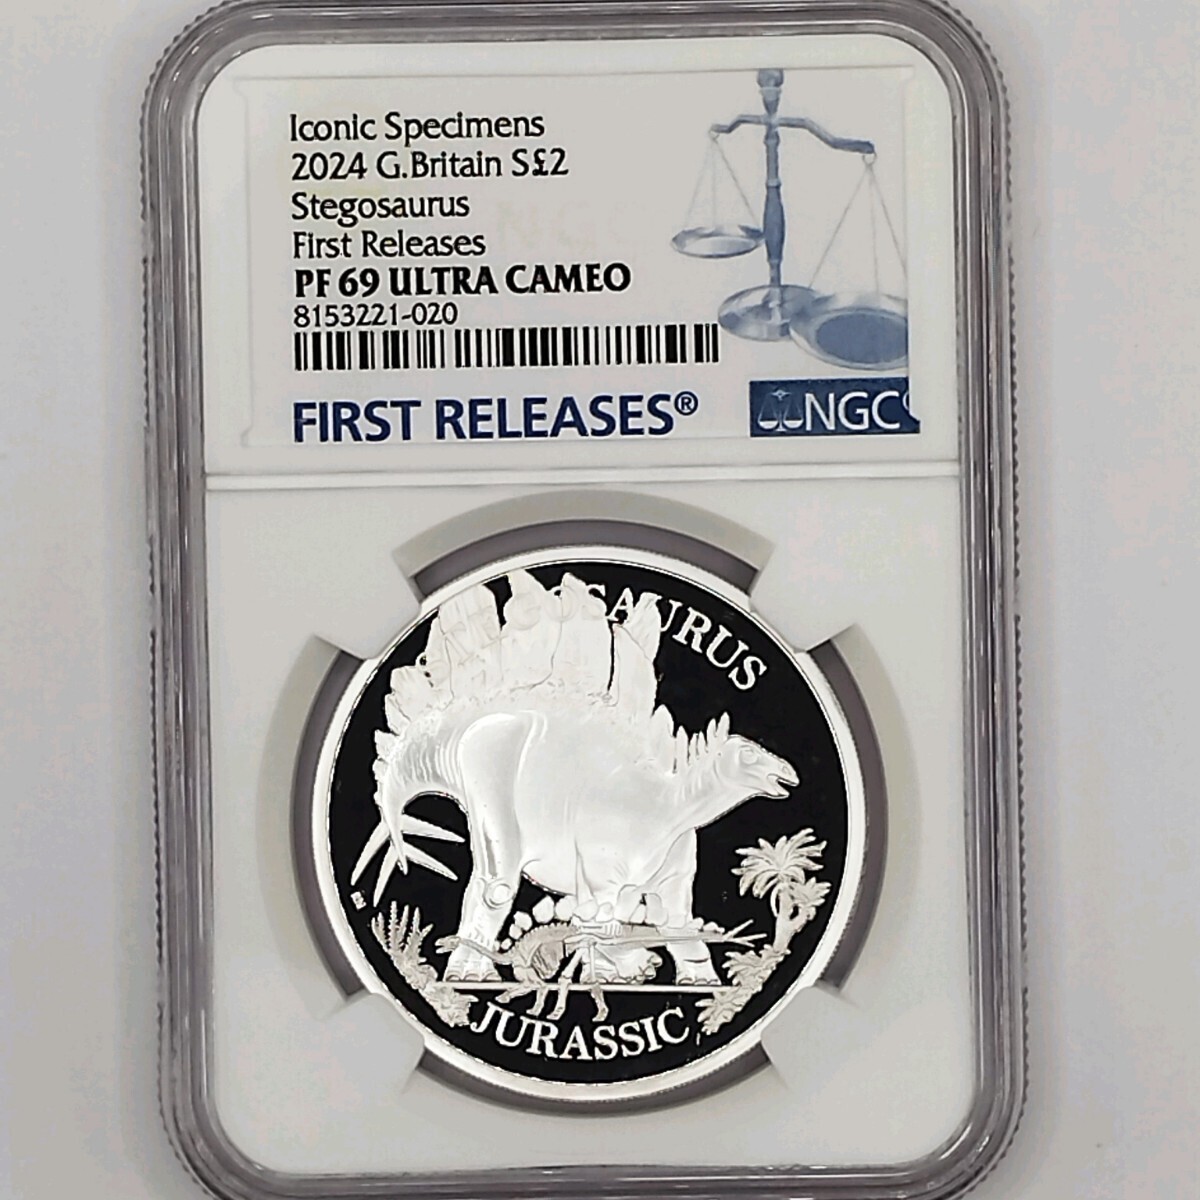 Iconic Specimens
2024 G.Britain S£2
Stegosaurus
First Releases
PF 69 ULTRA CAMEO
8153221-020
FIRST RELEASES®
NGC
STEGOSAURUS
JURASSIC